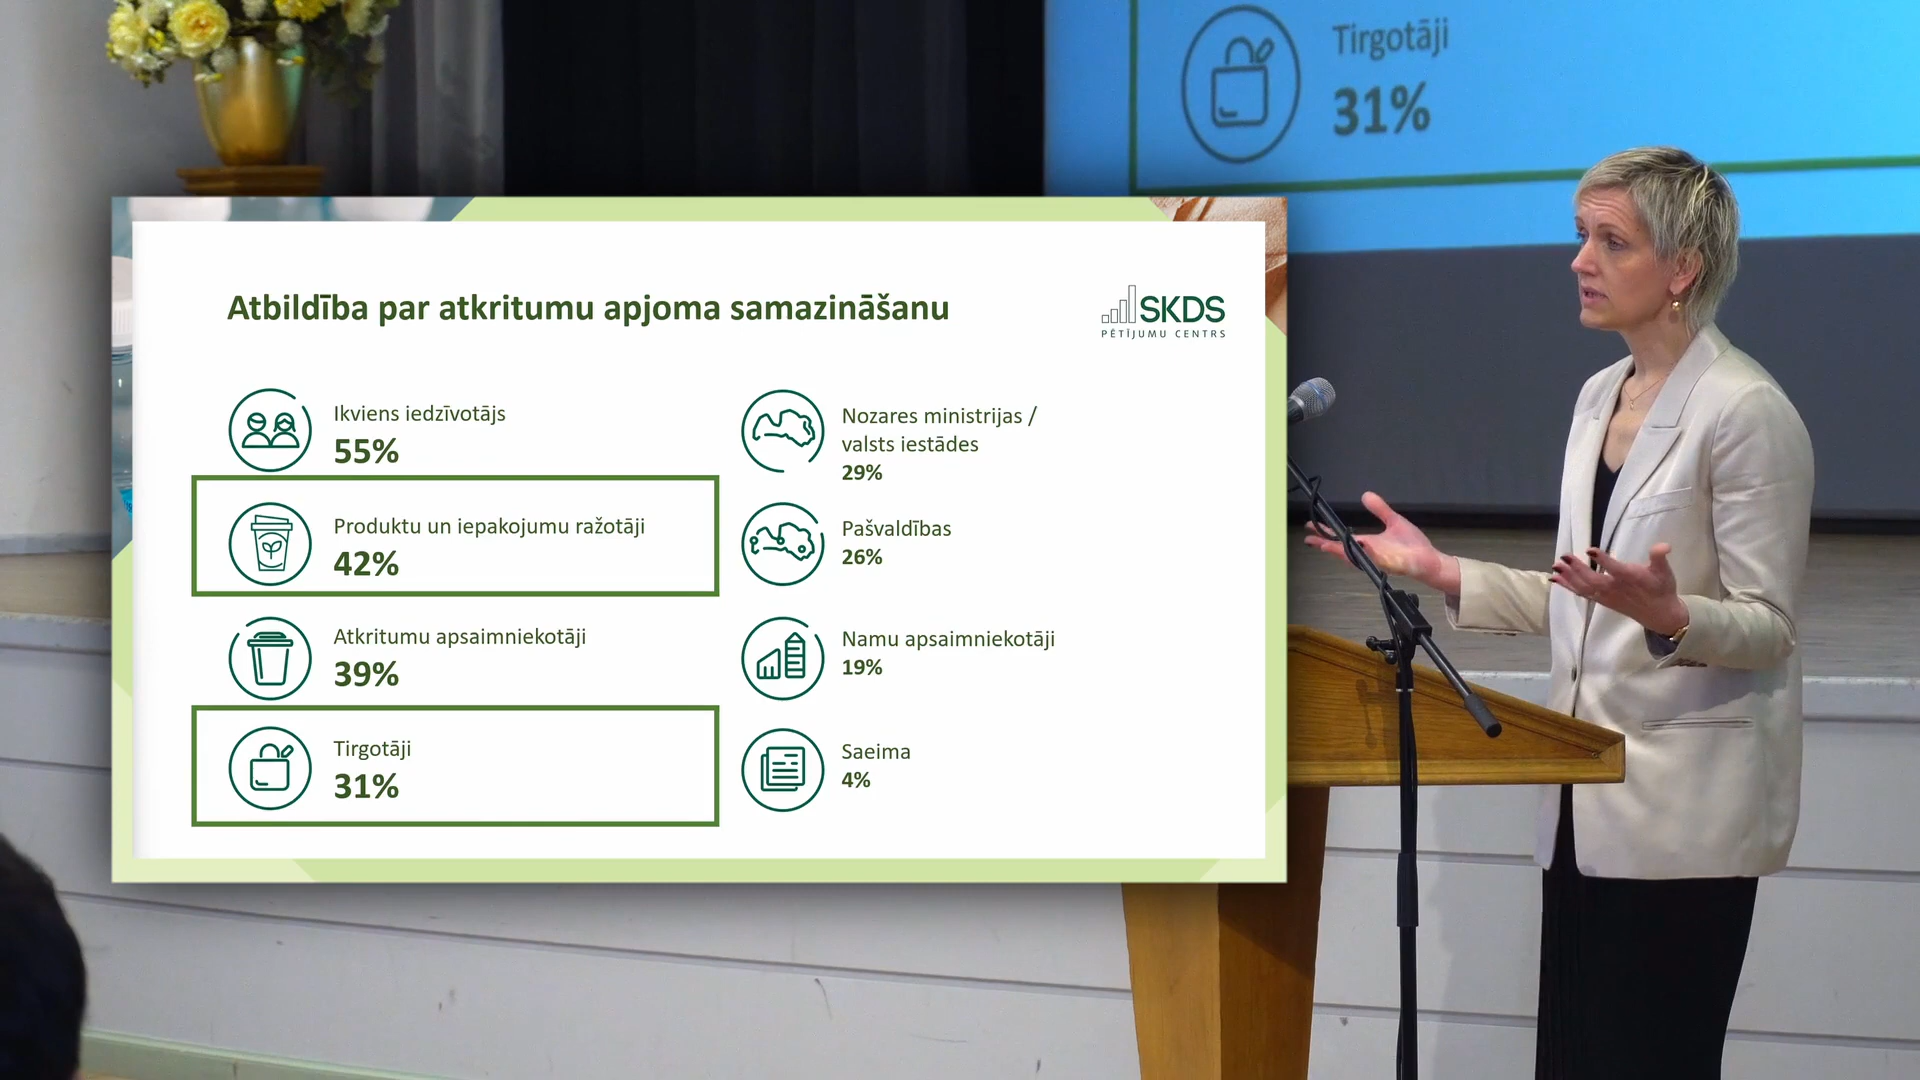 Tirgotāji
31%
Atbildība par atkritumu apjoma samazināšanu
SKDS
PĒTĪJUMU CENTRS
Ikviens iedzīvotājs
55%
Produktu un iepakojumu ražotāji
42%
Atkritumu apsaimniekotāji
39%
Tirgotāji
31%
Nozares ministrijas /
valsts iestādes
29%
Pašvaldības
26%
Namu apsaimniekotāji
19%
Saeima
4%